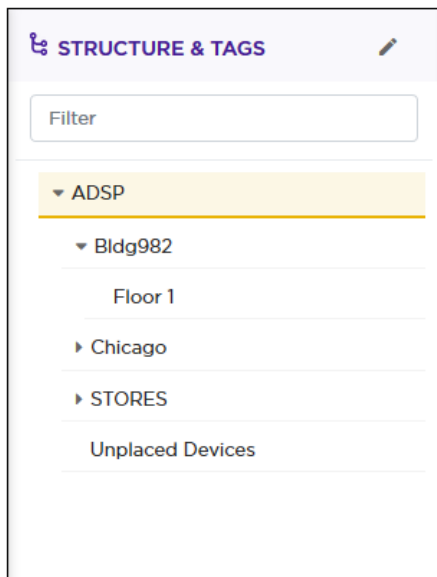 STRUCTURE & TAGS
Filter
ADSP
Bldg982
Floor 1
Chicago
STORES
Unplaced Devices